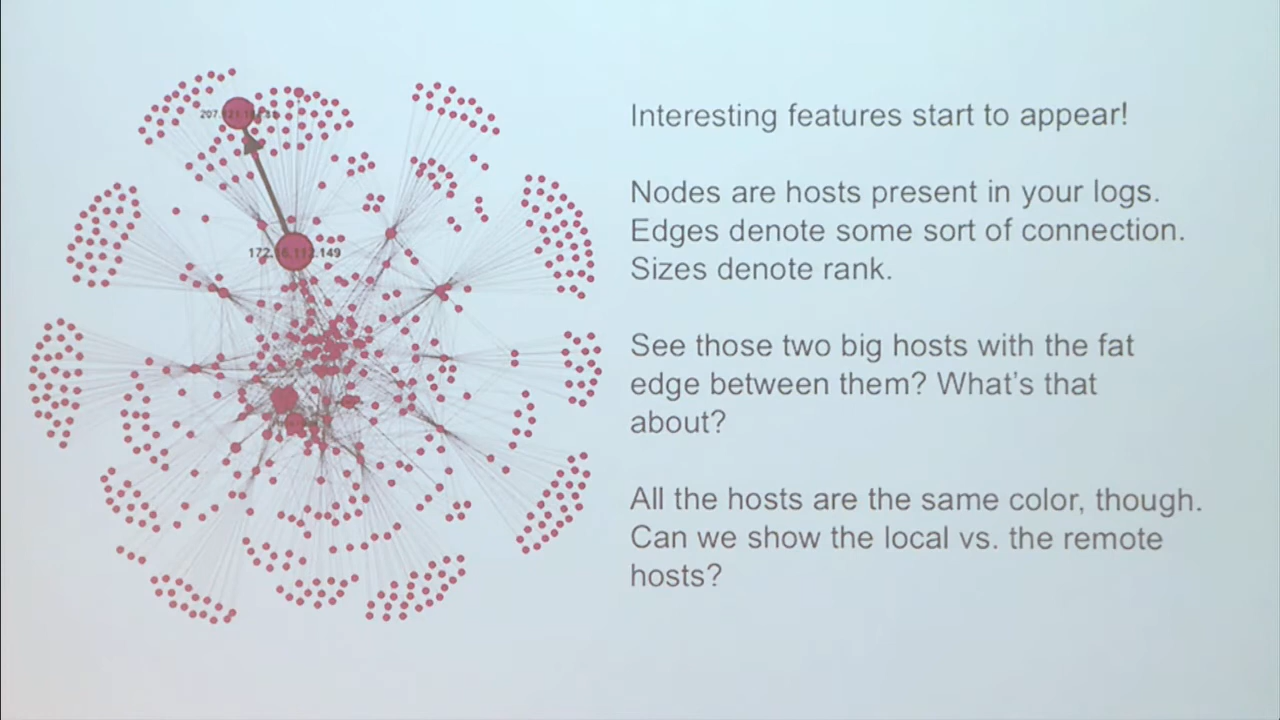 Interesting features start to appear!
Nodes are hosts present in your logs.
Edges denote some sort of connection.
Sizes denote rank.
See those two big hosts with the fat
edge between them? What's that
about?
All the hosts are the same color, though.
Can we show the local vs. the remote
hosts?